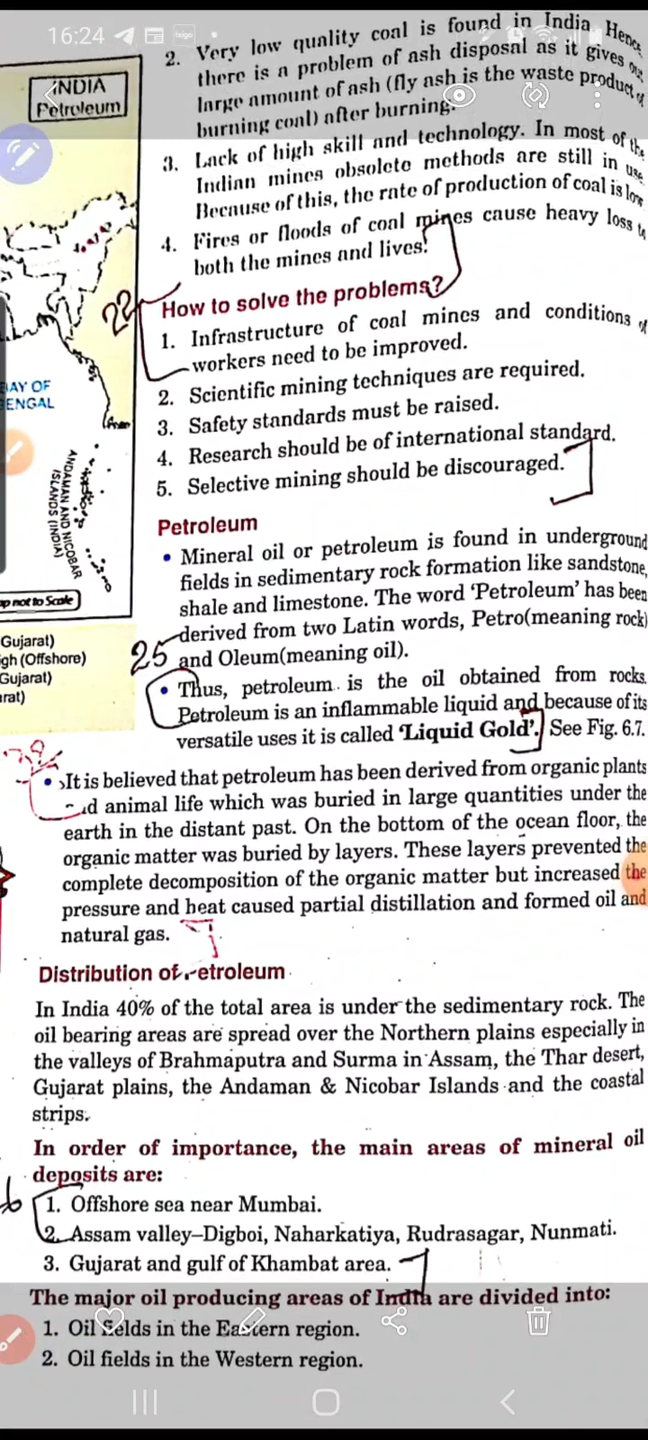 16:24
INDIA
Petroleum
BAY OF
BENGAL
ANDAMAN AND NICOBAR
ISLANDS (INDIA)
not to Scale
Gujarat)
(Offshore)
Gujarat)
2. Very low quality coal is found in India. Hence
there is a problem of ash disposal as it gives out
large amount of ash (fly ash is the waste product of
burning coal) after burning.
3. Lack of high skill and technology. In most of the
Indian mines obsolete methods are still in use
Because of this, the rate of production of coal is low
4. Fires or floods of coal mines cause heavy loss to
both the mines and lives.
22
How to solve the problems?
1. Infrastructure of coal mines and conditions of
workers need to be improved.
2. Scientific mining techniques are required.
3. Safety standards must be raised.
4. Research should be of international standard.
5. Selective mining should be discouraged.
Petroleum
• Mineral oil or petroleum is found in underground
fields in sedimentary rock formation like sandstone,
shale and limestone. The word ‘Petroleum’ has been
derived from two Latin words, Petro(meaning rock)
25 and Oleum(meaning oil).
• Thus, petroleum is the oil obtained from rocks.
Petroleum is an inflammable liquid and because of its
versatile uses it is called ‘Liquid Gold’. See Fig. 6.7.
• It is believed that petroleum has been derived from organic plants
animal life which was buried in large quantities under the
earth in the distant past. On the bottom of the ocean floor, the
organic matter was buried by layers. These layers prevented the
complete decomposition of the organic matter but increased the
pressure and heat caused partial distillation and formed oil and
natural gas.
Distribution of Petroleum
In India 40% of the total area is under the sedimentary rock. The
oil bearing areas are spread over the Northern plains especially in
the valleys of Brahmaputra and Surma in Assam, the Thar desert,
Gujarat plains, the Andaman & Nicobar Islands and the coastal
strips.
In order of importance, the main areas of mineral oil
deposits are:
1. Offshore sea near Mumbai.
2. Assam valley–Digboi, Naharkatiya, Rudrasagar, Nunmati.
3. Gujarat and gulf of Khambat area.
The major oil producing areas of India are divided into:
1. Oil fields in the Eastern region.
2. Oil fields in the Western region.